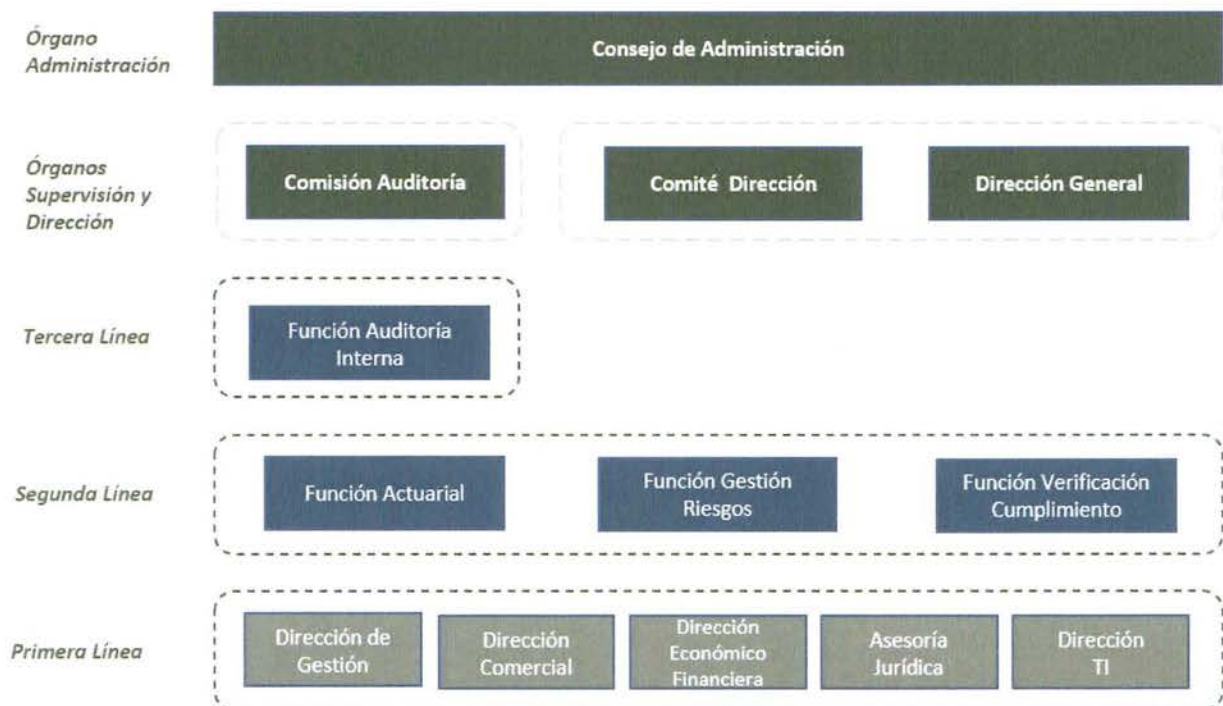 Órgano
Administración
Consejo de Administración
Órganos
Supervisión y
Dirección
Comisión Auditoría
Comité Dirección
Dirección General
Tercera Línea
Función Auditoría
Interna
Segunda Línea
Función Actuarial
Función Gestión
Riesgos
Función Verificación
Cumplimiento
Primera Línea
Dirección de
Gestión
Dirección
Comercial
Dirección
Económico
Financiera
Asesoría
Jurídica
Dirección
TI